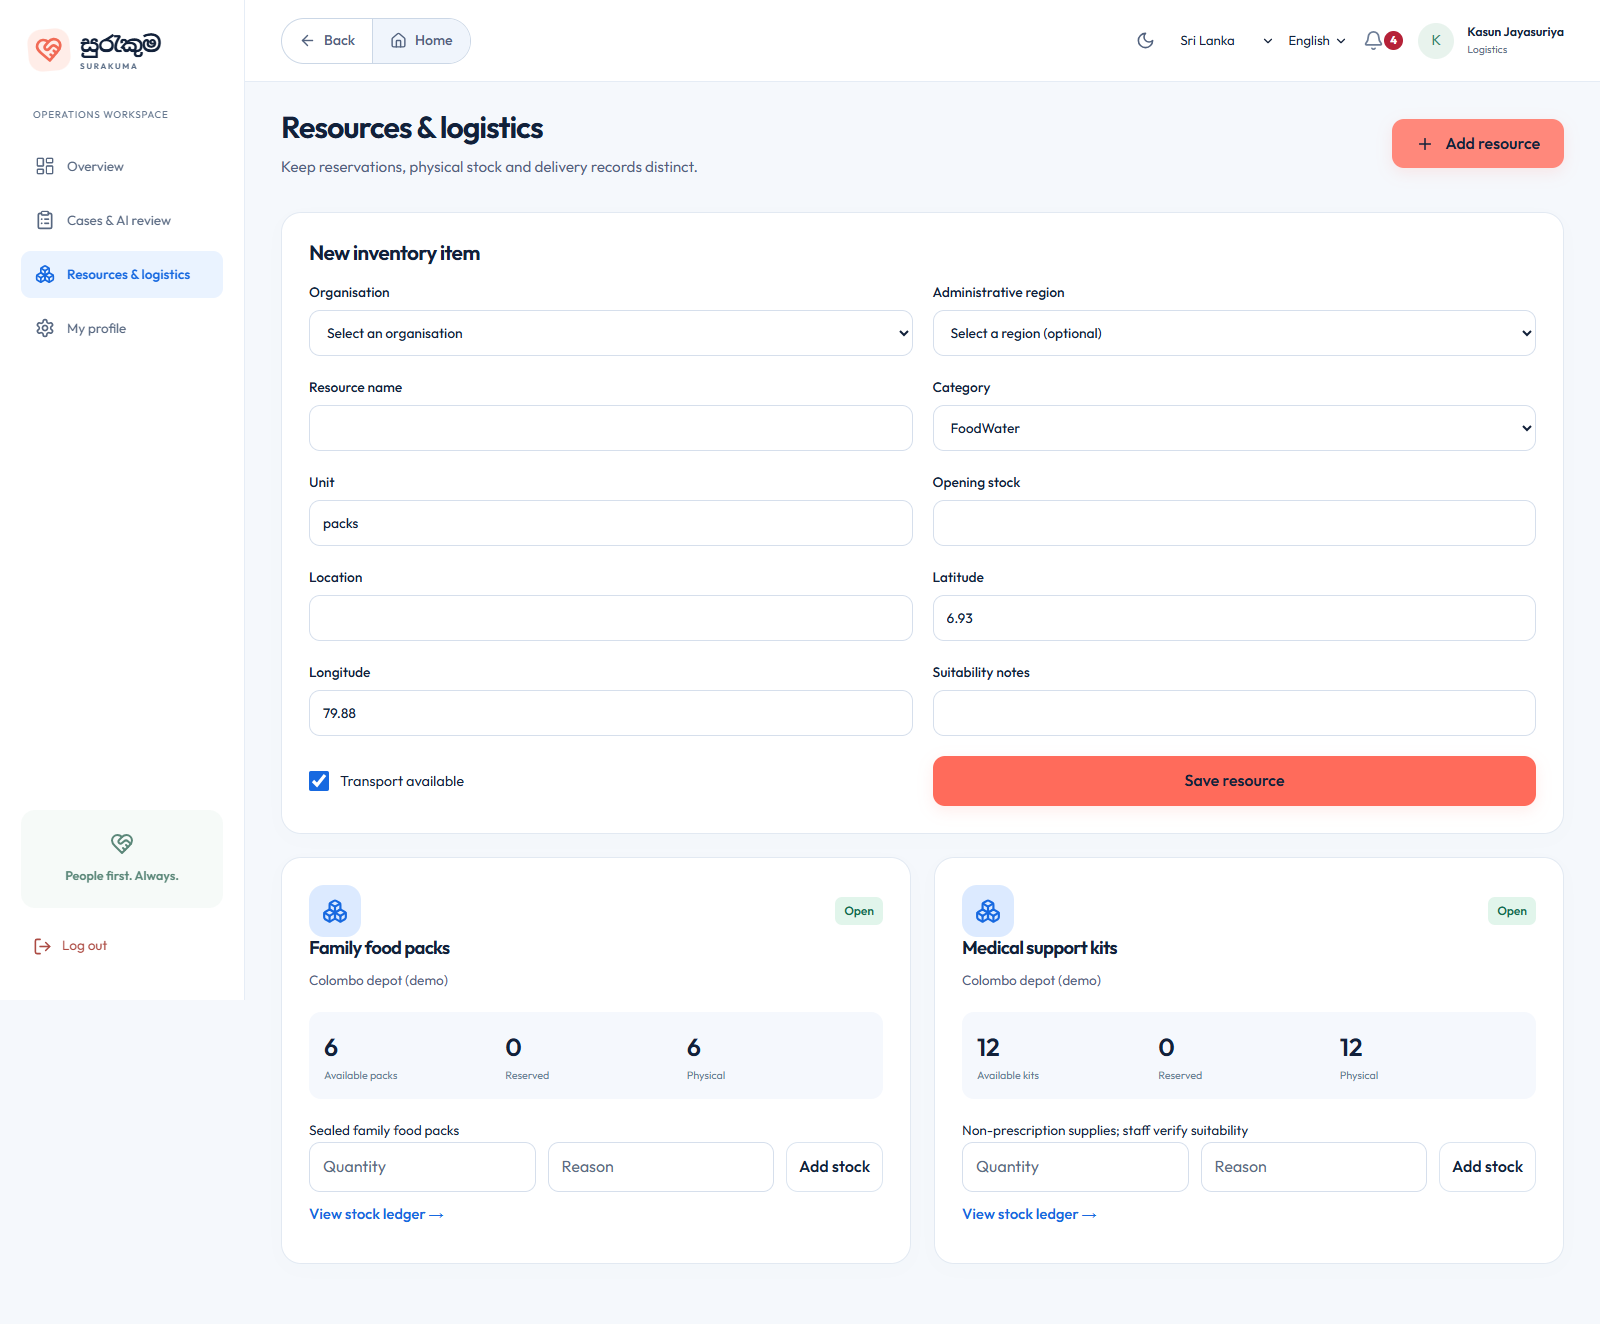 සුරැකුම
SURAKUMA
OPERATIONS WORKSPACE
Overview
Cases & AI review
Resources & logistics
My profile
People first. Always.
Log out
Back
Home
Sri Lanka
English
4
K
Kasun Jayasuriya
Logistics
Resources & logistics
Keep reservations, physical stock and delivery records distinct.
+ Add resource
New inventory item
Organisation
Select an organisation
Administrative region
Select a region (optional)
Resource name
Category
FoodWater
Unit
packs
Opening stock
Location
Latitude
6.93
Longitude
79.88
Suitability notes
Transport available
Save resource
Open
Family food packs
Colombo depot (demo)
6
Available packs
0
Reserved
6
Physical
Sealed family food packs
Quantity
Reason
Add stock
View stock ledger →
Open
Medical support kits
Colombo depot (demo)
12
Available kits
0
Reserved
12
Physical
Non-prescription supplies; staff verify suitability
Quantity
Reason
Add stock
View stock ledger →